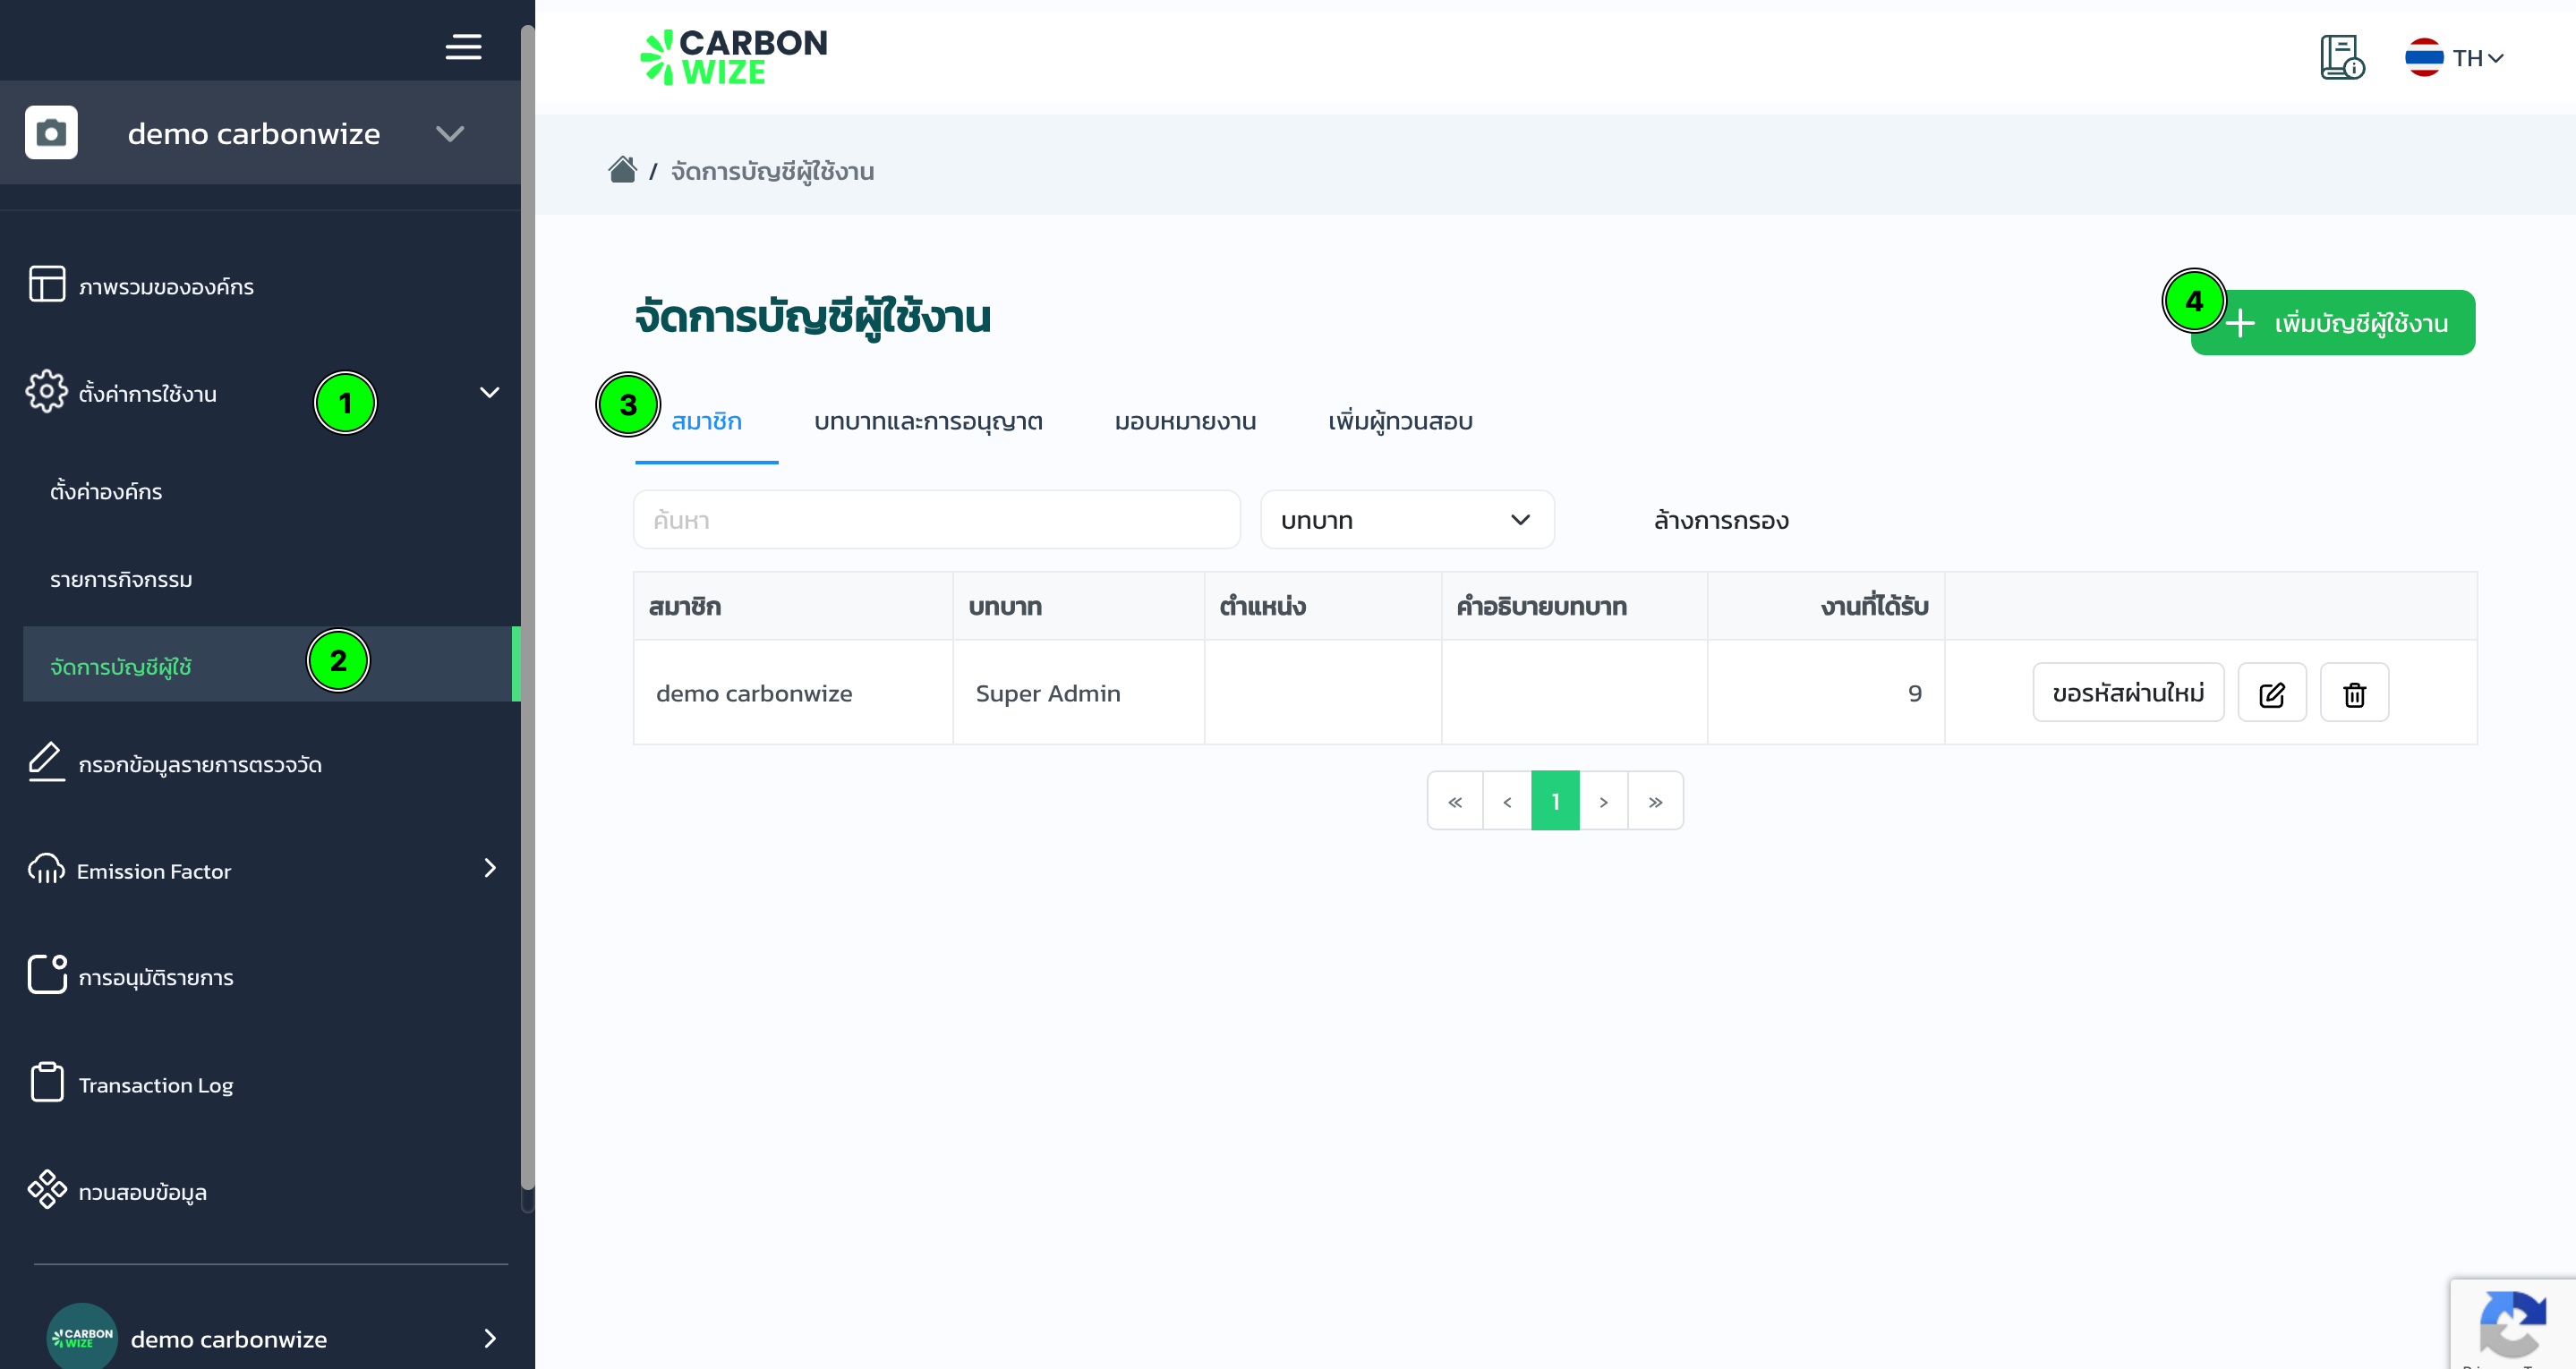 demo carbonwize
ภาพรวมขององค์กร
ตั้งค่าการใช้งาน
1
ตั้งค่าองค์กร
รายการกิจกรรม
จัดการบัญชีผู้ใช้
2
กรอกข้อมูลรายการตรวจวัด
Emission Factor
การอนุมัติรายการ
Transaction Log
ทวนสอบข้อมูล
CARBON
WIZE
demo carbonwize
CARBON
WIZE
TH
/ จัดการบัญชีผู้ใช้งาน
จัดการบัญชีผู้ใช้งาน
4
+ เพิ่มบัญชีผู้ใช้งาน
3
สมาชิก บทบาทและการอนุญาต มอบหมายงาน เพิ่มผู้ทวนสอบ
ค้นหา บทบาท ล้างการกรอง
สมาชิก บทบาท ตำแหน่ง คำอธิบายบทบาท งานที่ได้รับ
demo carbonwize Super Admin 9 ขอรหัสผ่านใหม่
« ‹ 1 › »